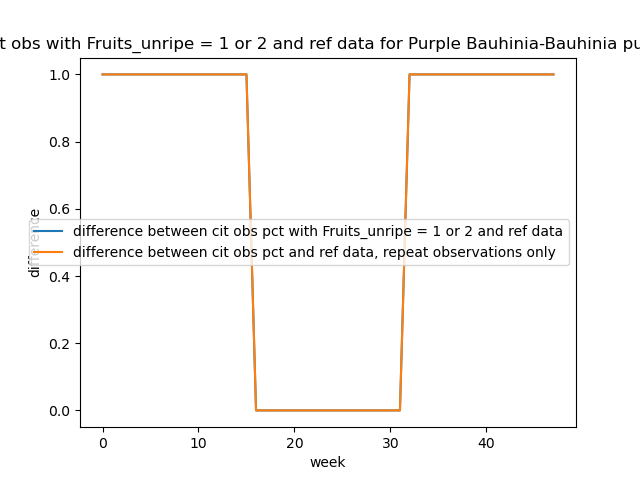 t obs with Fruits_unripe = 1 or 2 and ref data for Purple Bauhinia-Bauhinia pu
1.0
0.8
0.6
0.4
0.2
0.0
difference
difference between cit obs pct with Fruits_unripe = 1 or 2 and ref data
difference between cit obs pct and ref data, repeat observations only
0 10 20 30 40
week